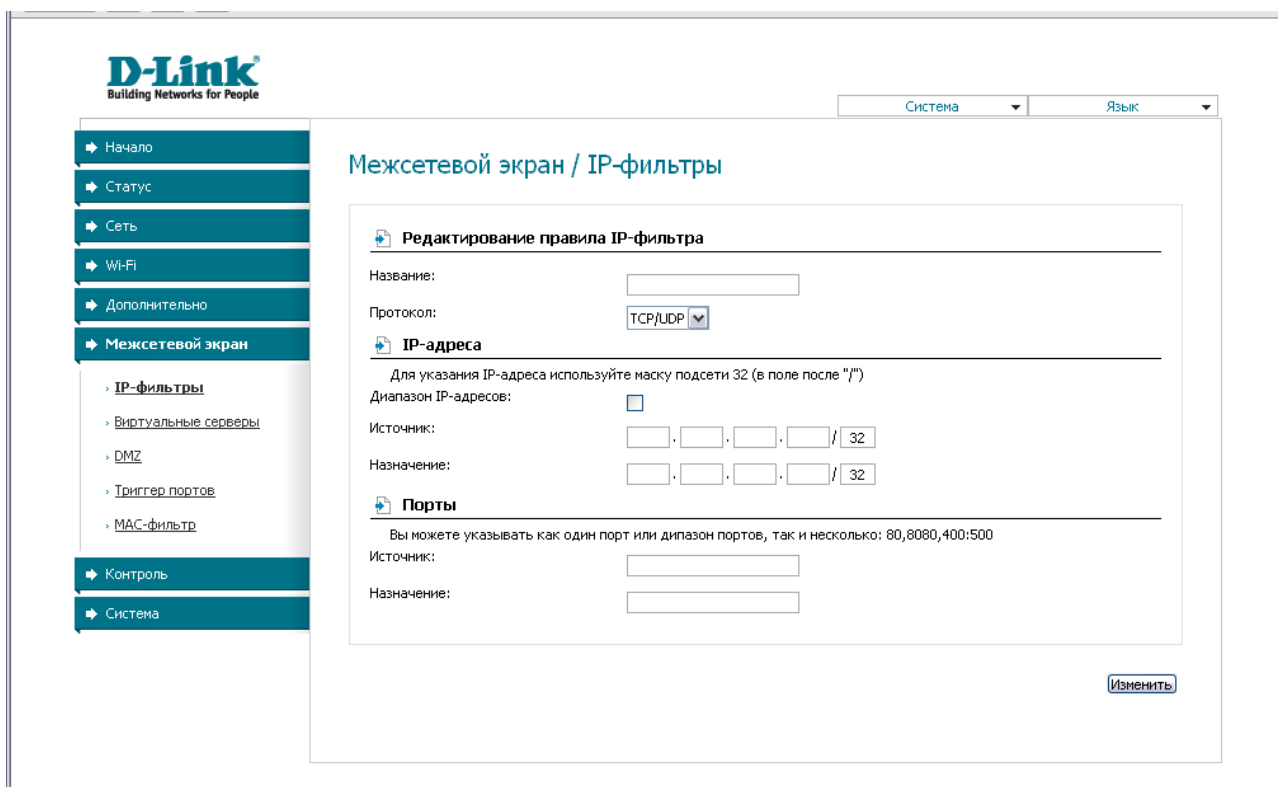 D-Link
Building Networks for People
Система
Язык
Начало
Статус
Сеть
Wi-Fi
Дополнительно
Межсетевой экран
IP-фильтры
Виртуальные серверы
DMZ
Триггер портов
MAC-фильтр
Контроль
Система
Межсетевой экран / IP-фильтры
Редактирование правила IP-фильтра
Название:
Протокол: TCP/UDP
IP-адреса
Для указания IP-адреса используйте маску подсети 32 (в поле после "/")
Диапазон IP-адресов:
Источник: . . . / 32
Назначение: . . . / 32
Порты
Вы можете указывать как один порт или дипазон портов, так и несколько: 80,8080,400:500
Источник:
Назначение:
Изменить